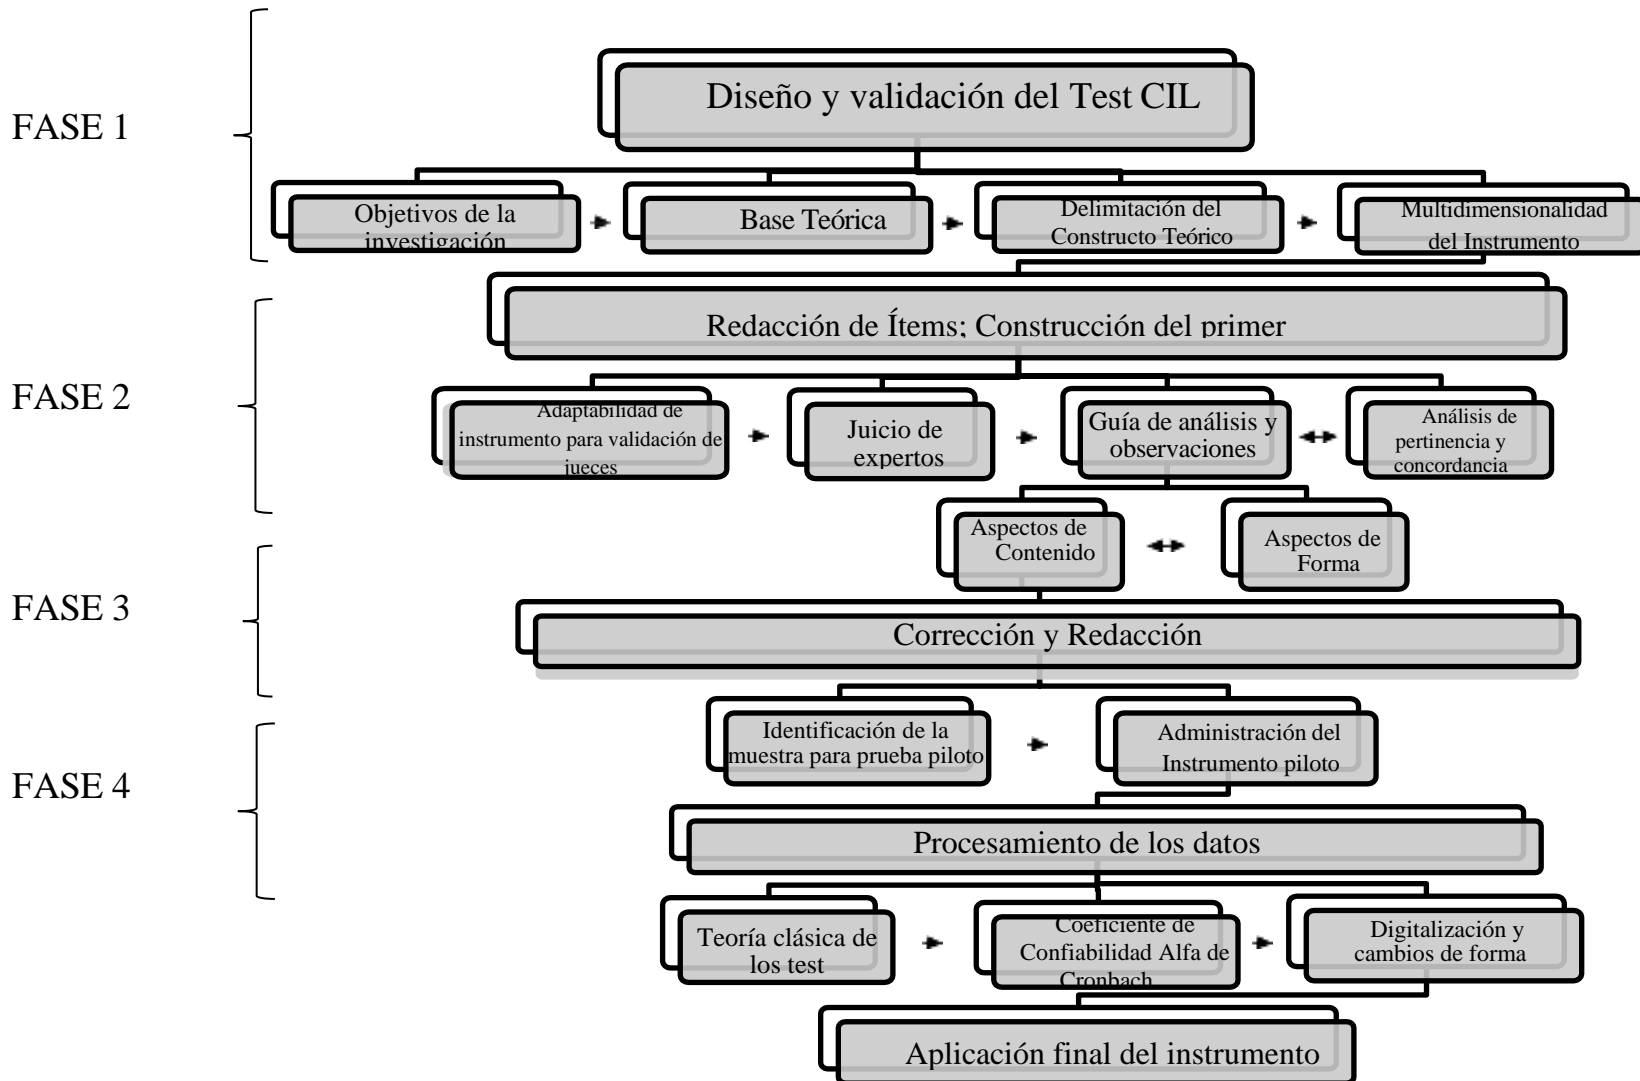 Diseño y validación del Test CIL
FASE 1
Objetivos de la
investigación
Base Teórica
Delimitación del
Constructo Teórico
Multidimensionalidad
del Instrumento
Redacción de Ítems; Construcción del primer
FASE 2
Adaptabilidad de
instrumento para validación de
jueces
Juicio de
expertos
Guía de análisis y
observaciones
Análisis de
pertinencia y
concordancia
Aspectos de
Contenido
Aspectos de
Forma
FASE 3
Corrección y Redacción
Identificación de la
muestra para prueba piloto
Administración del
Instrumento piloto
FASE 4
Procesamiento de los datos
Teoría clásica de
los test
Coeficiente de
Confiabilidad Alfa de
Cronbach
Digitalización y
cambios de forma
Aplicación final del instrumento